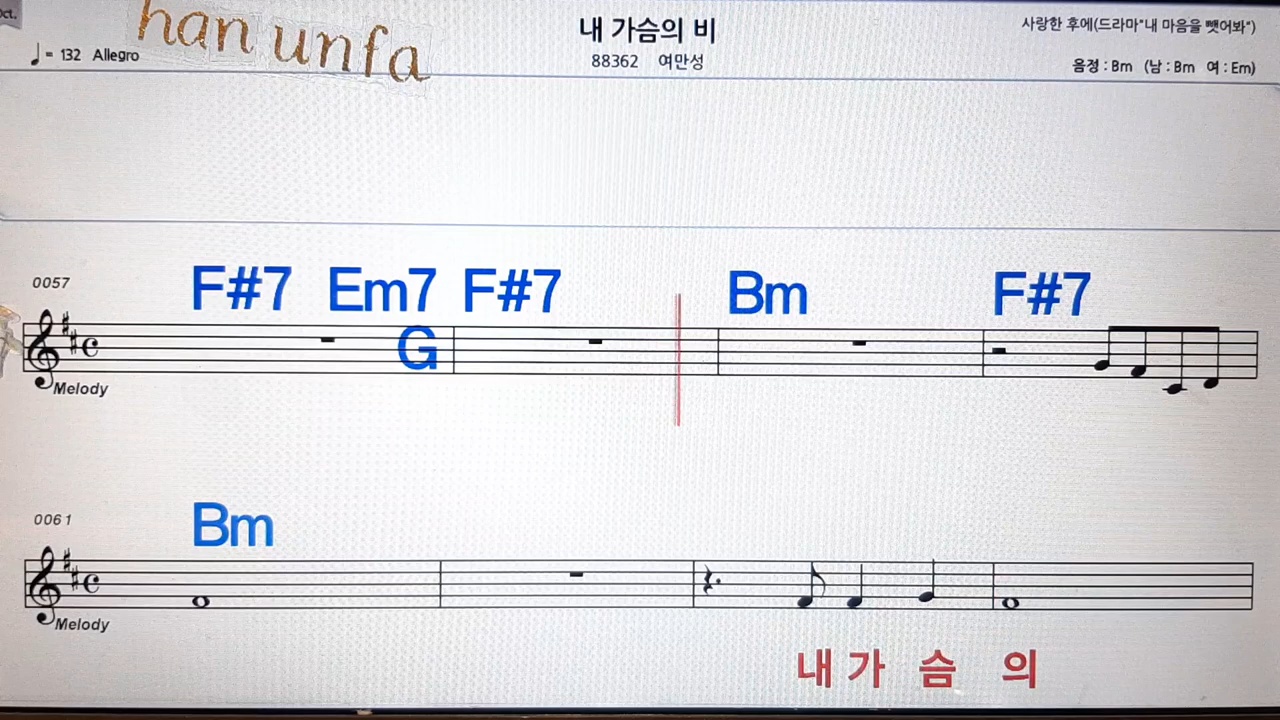 Oct.
han unfa
내 가슴의 비
사랑한 후에(드라마"내 마음을 뺏어봐")
♩= 132 Allegro
88362 여만성
음정 : Bm (남 : Bm 여 : Em)
0057
F#7 Em7 F#7 Bm F#7
G
Melody
0061
Bm
Melody
내 가 슴 의